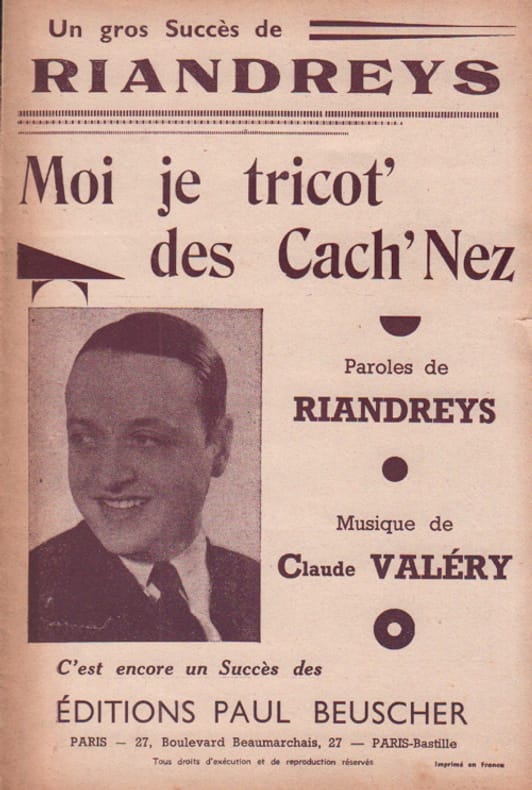 Un gros Succès de
RIANDREYS
Moi je tricot'
des Cach' Nez
Paroles de
RIANDREYS
Musique de
Claude VALÉRY
C'est encore un Succès des
ÉDITIONS PAUL BEUSCHER
PARIS — 27, Boulevard Beaumarchais, 27 — PARIS-Bastille
Tous droits d'exécution et de reproduction réservés
Imprimé en France